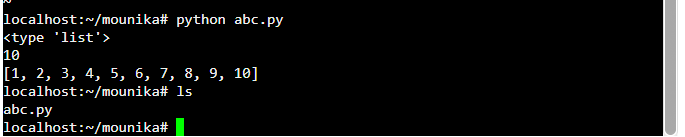 ~
localhost:~/mounika# python abc.py
<type 'list'>
10
[1, 2, 3, 4, 5, 6, 7, 8, 9, 10]
localhost:~/mounika# ls
abc.py
localhost:~/mounika#